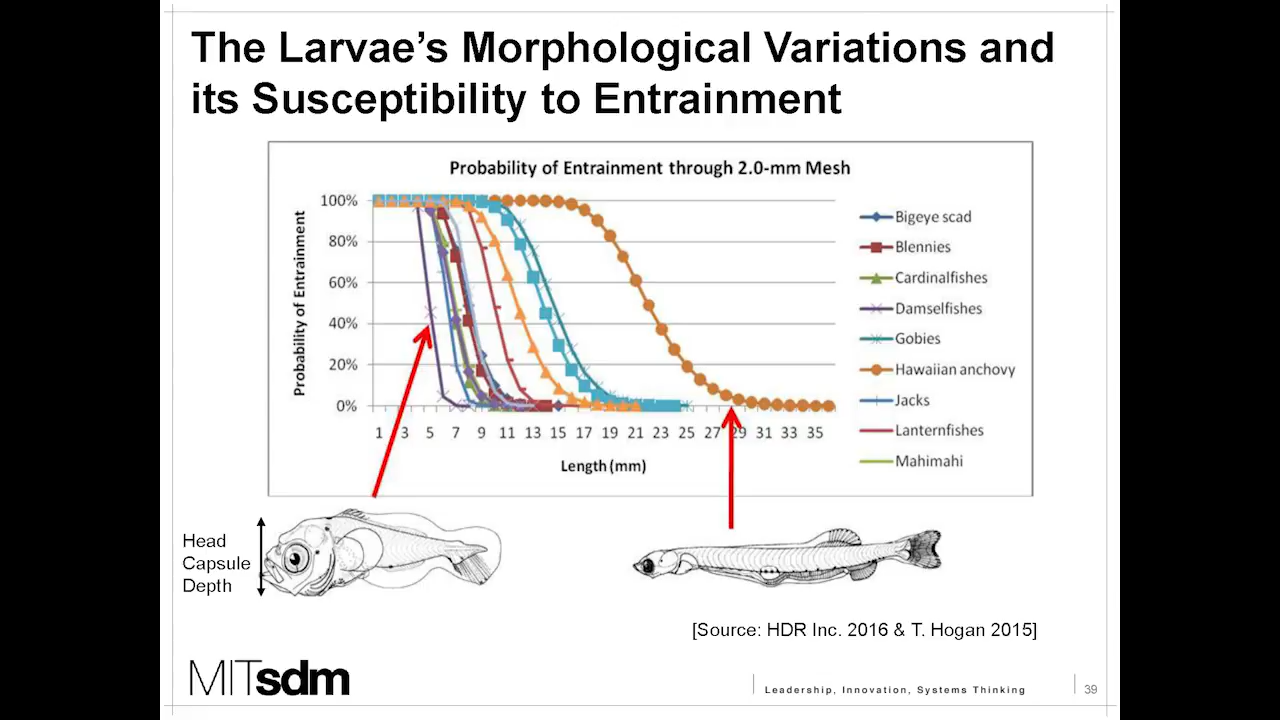 The Larvae's Morphological Variations and
its Susceptibility to Entrainment
Probability of Entrainment through 2.0-mm Mesh
Probability of Entrainment
100%
80%
60%
40%
20%
0%
1 3 5 7 9 11 13 15 17 19 21 23 25 27 29 31 33 35
Length (mm)
Bigeye scad
Blennies
Cardinalfishes
Damselfishes
Gobies
Hawaiian anchovy
Jacks
Lanternfishes
Mahimahi
Head
Capsule
Depth
[Source: HDR Inc. 2016 & T. Hogan 2015]
MITsdm
Leadership, Innovation, Systems Thinking
39